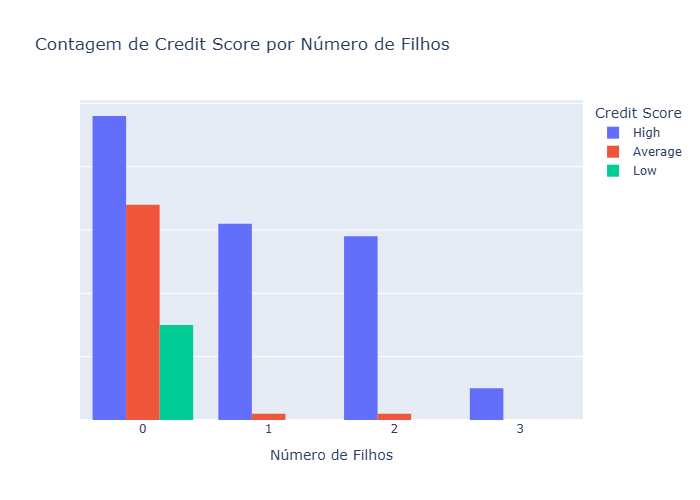 Contagem de Credit Score por Número de Filhos
Credit Score
High
Average
Low
0
1
2
3
Número de Filhos